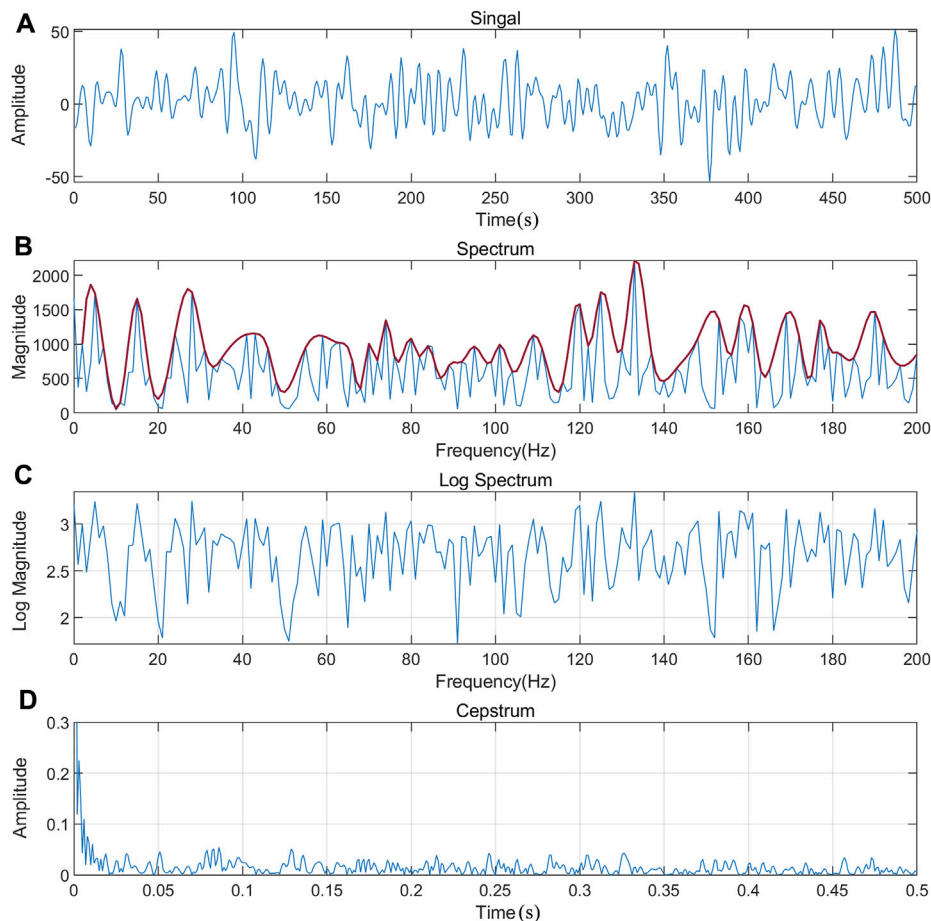 A
Singal
50
0
-50
Amplitude
0 50 100 150 200 250 300 350 400 450 500
Time(s)
B
Spectrum
2000
1500
1000
500
0
Magnitude
0 20 40 60 80 100 120 140 160 180 200
Frequency(Hz)
C
Log Spectrum
3
2.5
2
Log Magnitude
0 20 40 60 80 100 120 140 160 180 200
Frequency(Hz)
D
Cepstrum
0.3
0.2
0.1
0
Amplitude
0 0.05 0.1 0.15 0.2 0.25 0.3 0.35 0.4 0.45 0.5
Time(s)